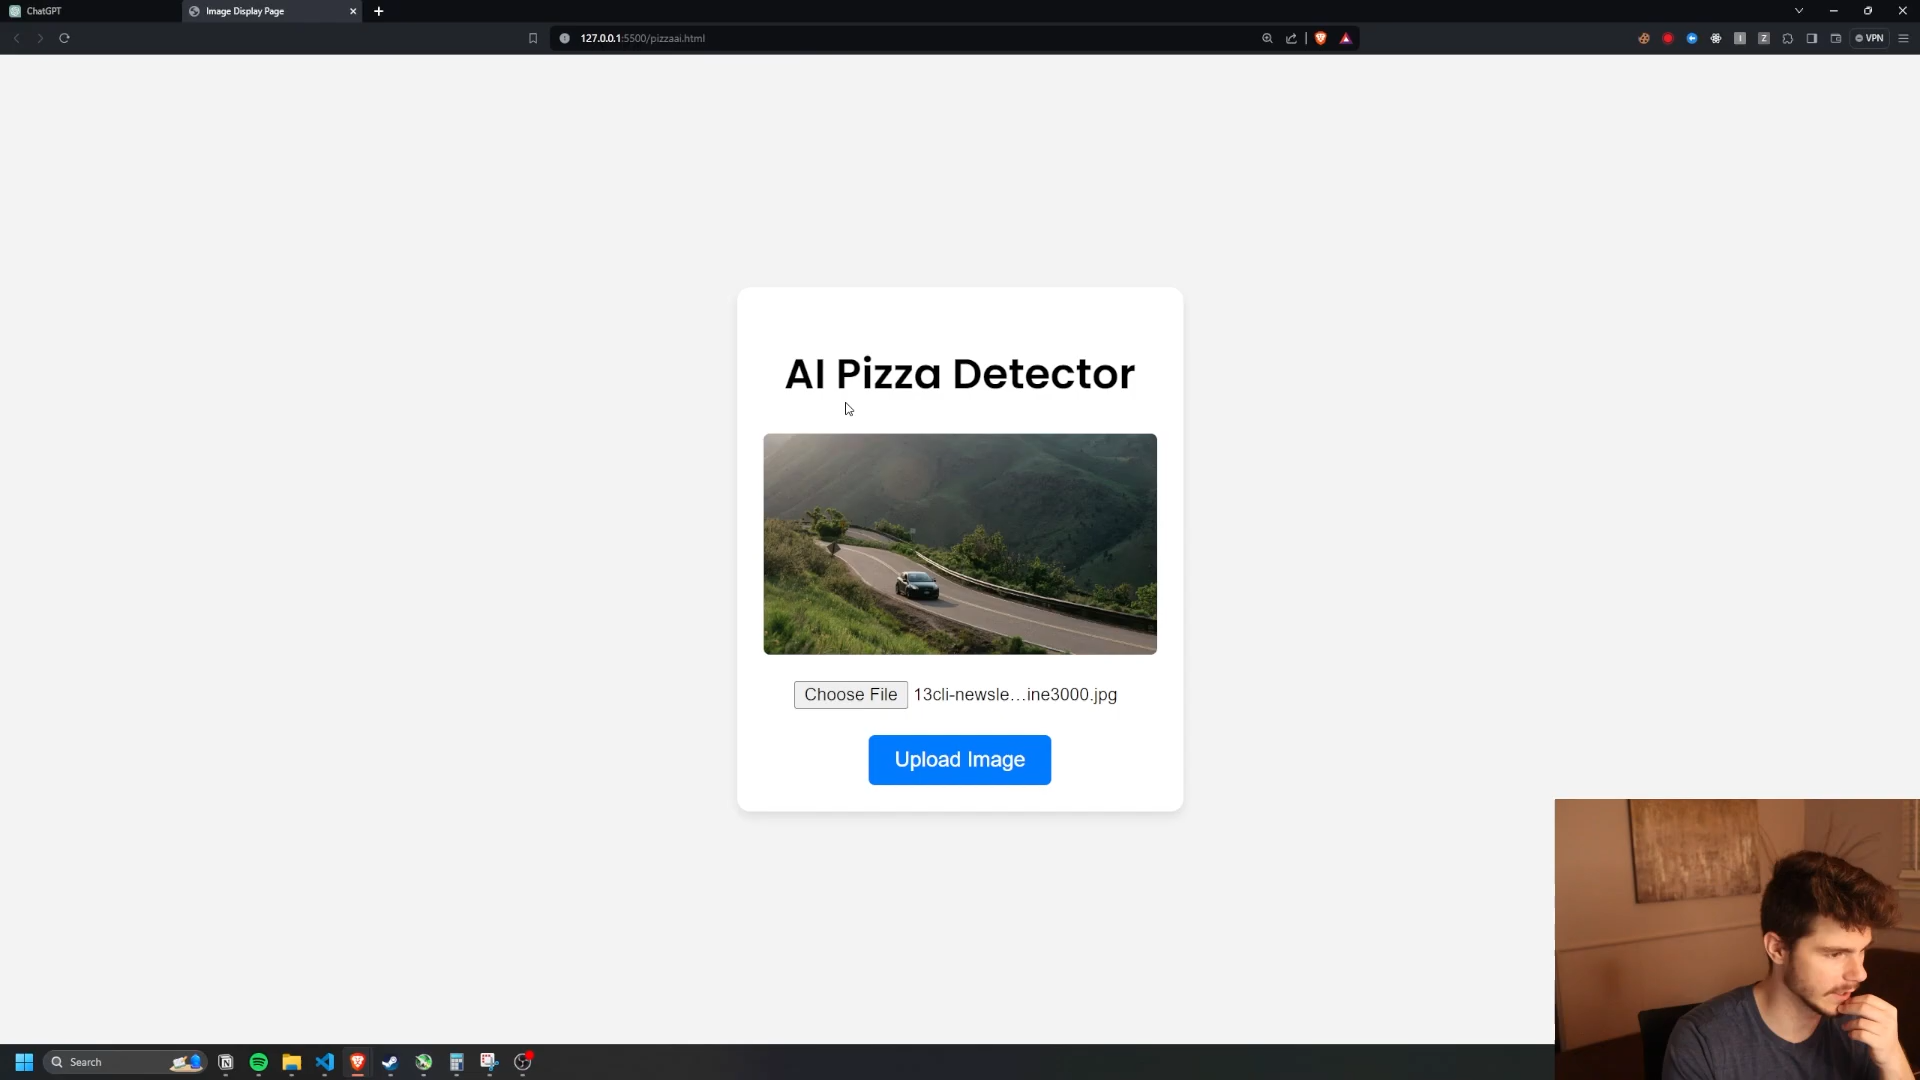 ChatGPT
Image Display Page
127.0.0.1:5500/pizzaai.html
VPN
AI Pizza Detector
Choose File 13cli-newsle…ine3000.jpg
Upload Image
Search